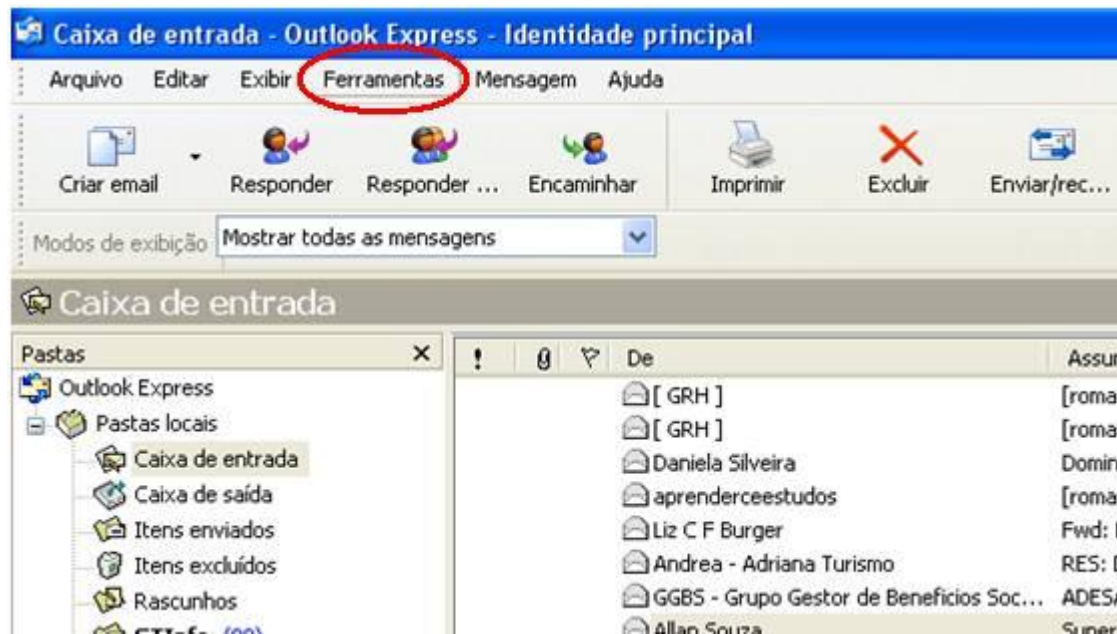 Caixa de entrada - Outlook Express - Identidade principal
Arquivo Editar Exibir Ferramentas Mensagem Ajuda
Criar email Responder Responder ... Encaminhar Imprimir Excluir Enviar/rec...
Modos de exibição Mostrar todas as mensagens
Caixa de entrada
Pastas × ! De Assun
Outlook Express [ GRH ] [roma
Pastas locais [ GRH ] [roma
Caixa de entrada Daniela Silveira Domin
Caixa de saída aprenderceestudos [roma
Itens enviados Liz C F Burger Fwd:
Itens excluídos Andrea - Adriana Turismo RES:
Rascunhos GGBS - Grupo Gestor de Beneficios Soc... ADESA
Allan Souza Super